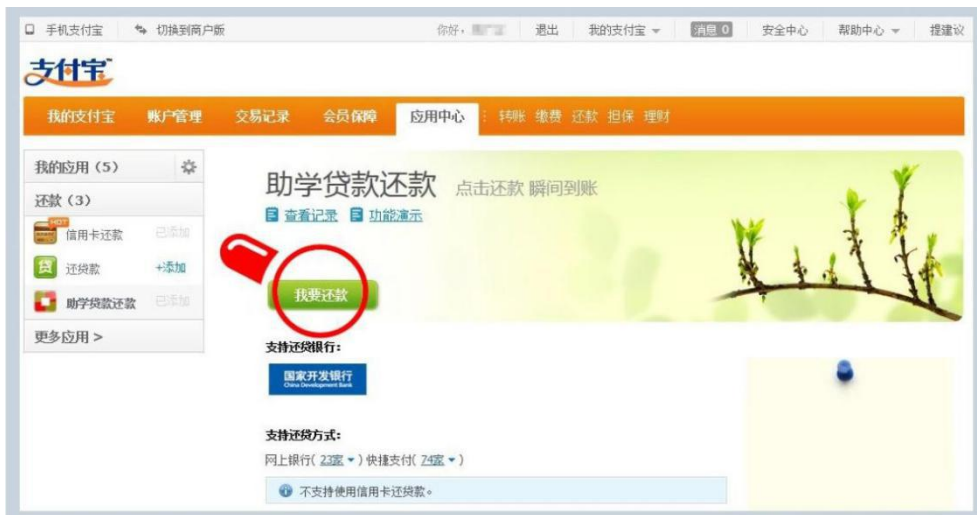 手机支付宝 切换到商户版 你好， 退出 我的支付宝 消息 0 安全中心 帮助中心 提建议
支付宝
我的支付宝 账户管理 交易记录 会员保障 应用中心 转账 缴费 还款 担保 理财
我的应用（5）
还款（3）
HOT
信用卡还款 已添加
贷 还贷款 +添加
助学贷款还款 已添加
更多应用 >
助学贷款还款 点击还款 瞬间到账
查看记录 功能演示
我要还款
支持还贷银行：
国家开发银行
China Development Bank
支持还贷方式：
网上银行( 23家 ) 快捷支付( 74家 )
不支持使用信用卡还贷款。